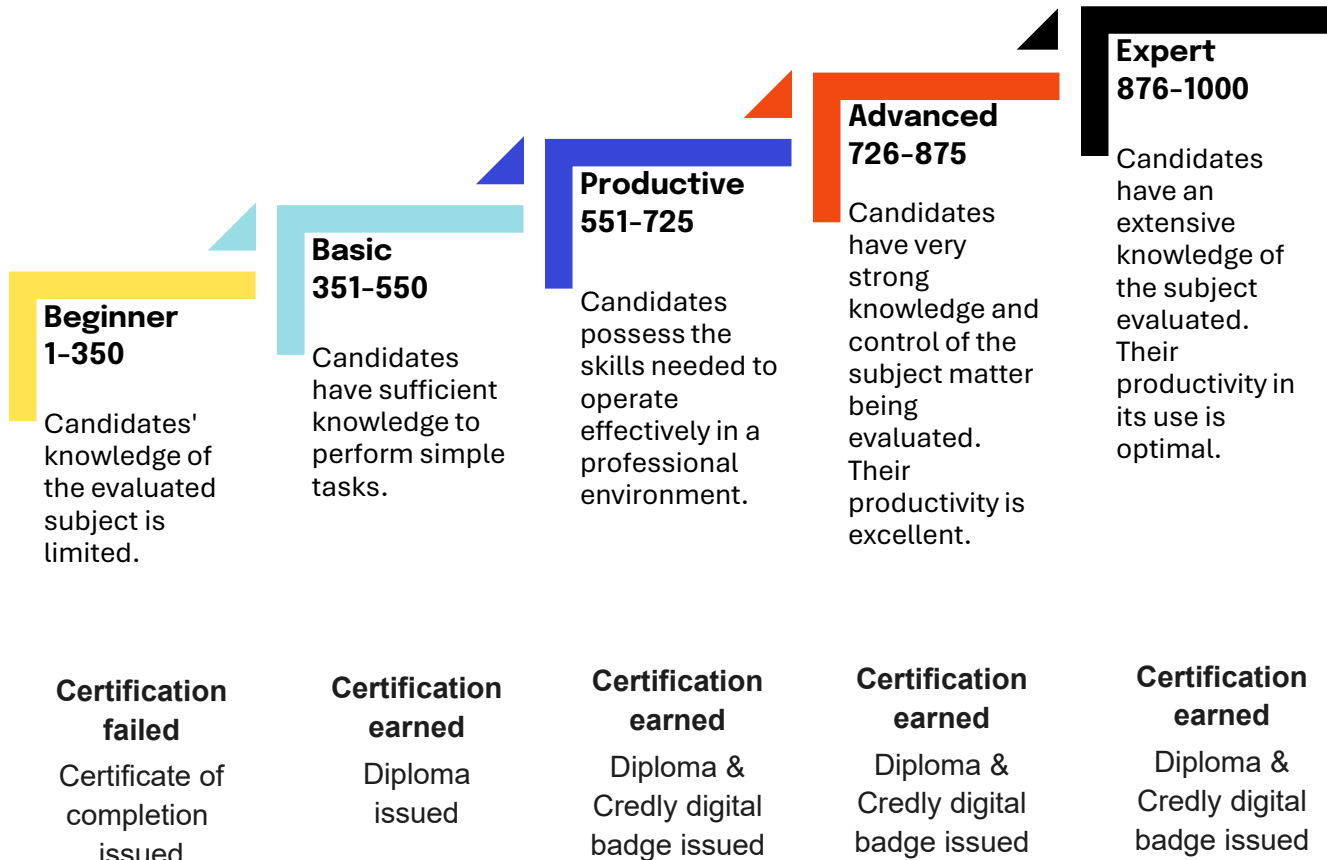 Beginner
1-350
Candidates'
knowledge of
the evaluated
subject is
limited.
Certification
failed
Certificate of
completion
issued
Basic
351-550
Candidates
have sufficient
knowledge to
perform simple
tasks.
Certification
earned
Diploma
issued
Productive
551-725
Candidates
possess the
skills needed to
operate
effectively in a
professional
environment.
Certification
earned
Diploma &
Credly digital
badge issued
Advanced
726-875
Candidates
have very
strong
knowledge and
control of the
subject matter
being
evaluated.
Their
productivity is
excellent.
Certification
earned
Diploma &
Credly digital
badge issued
Expert
876-1000
Candidates
have an
extensive
knowledge of
the subject
evaluated.
Their
productivity in
its use is
optimal.
Certification
earned
Diploma &
Credly digital
badge issued